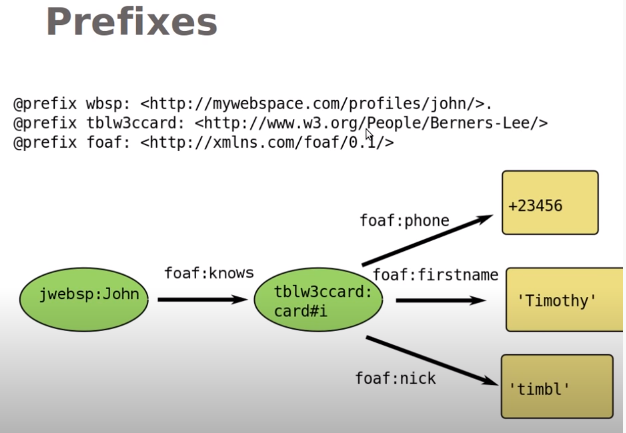 Prefixes
@prefix wbsp: <http://mywebspace.com/profiles/john/>.
@prefix tblw3ccard: <http://www.w3.org/People/Berners-Lee/>
@prefix foaf: <http://xmlns.com/foaf/0.1/>
foaf:phone
+23456
foaf:knows
foaf:firstname
jwebsp:John
tblw3ccard:
card#i
'Timothy'
foaf:nick
'timbl'